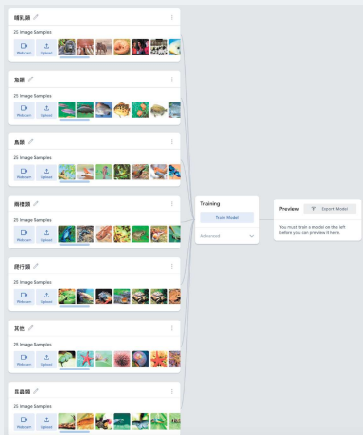 哺乳類
25 Image Samples
Webcam
Upload
魚類
25 Image Samples
Webcam
Upload
鳥類
25 Image Samples
Webcam
Upload
兩棲類
25 Image Samples
Webcam
Upload
爬行類
25 Image Samples
Webcam
Upload
其他
25 Image Samples
Webcam
Upload
昆蟲類
25 Image Samples
Webcam
Upload
Training
Train Model
Advanced
Preview
Export Model
You must train a model on the left
before you can preview it here.